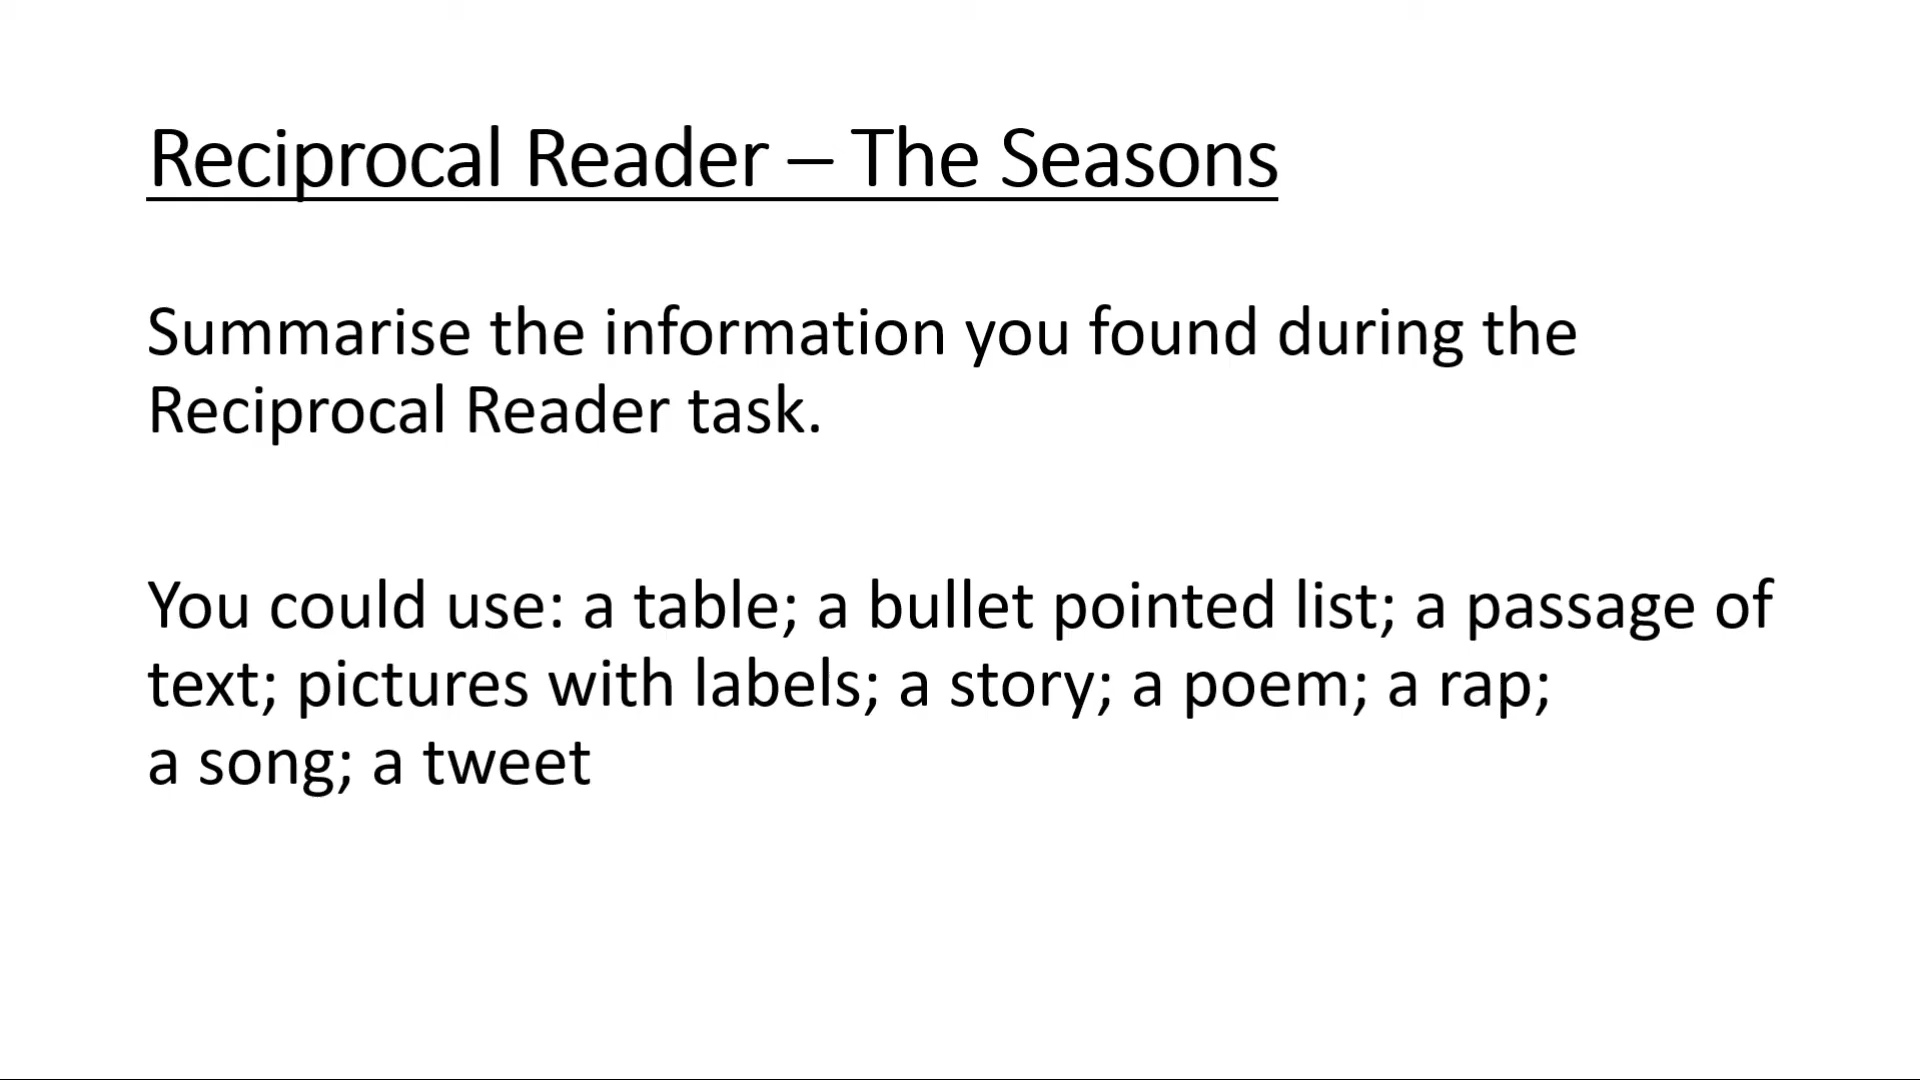 Reciprocal Reader – The Seasons
Summarise the information you found during the
Reciprocal Reader task.
You could use: a table; a bullet pointed list; a passage of
text; pictures with labels; a story; a poem; a rap;
a song; a tweet